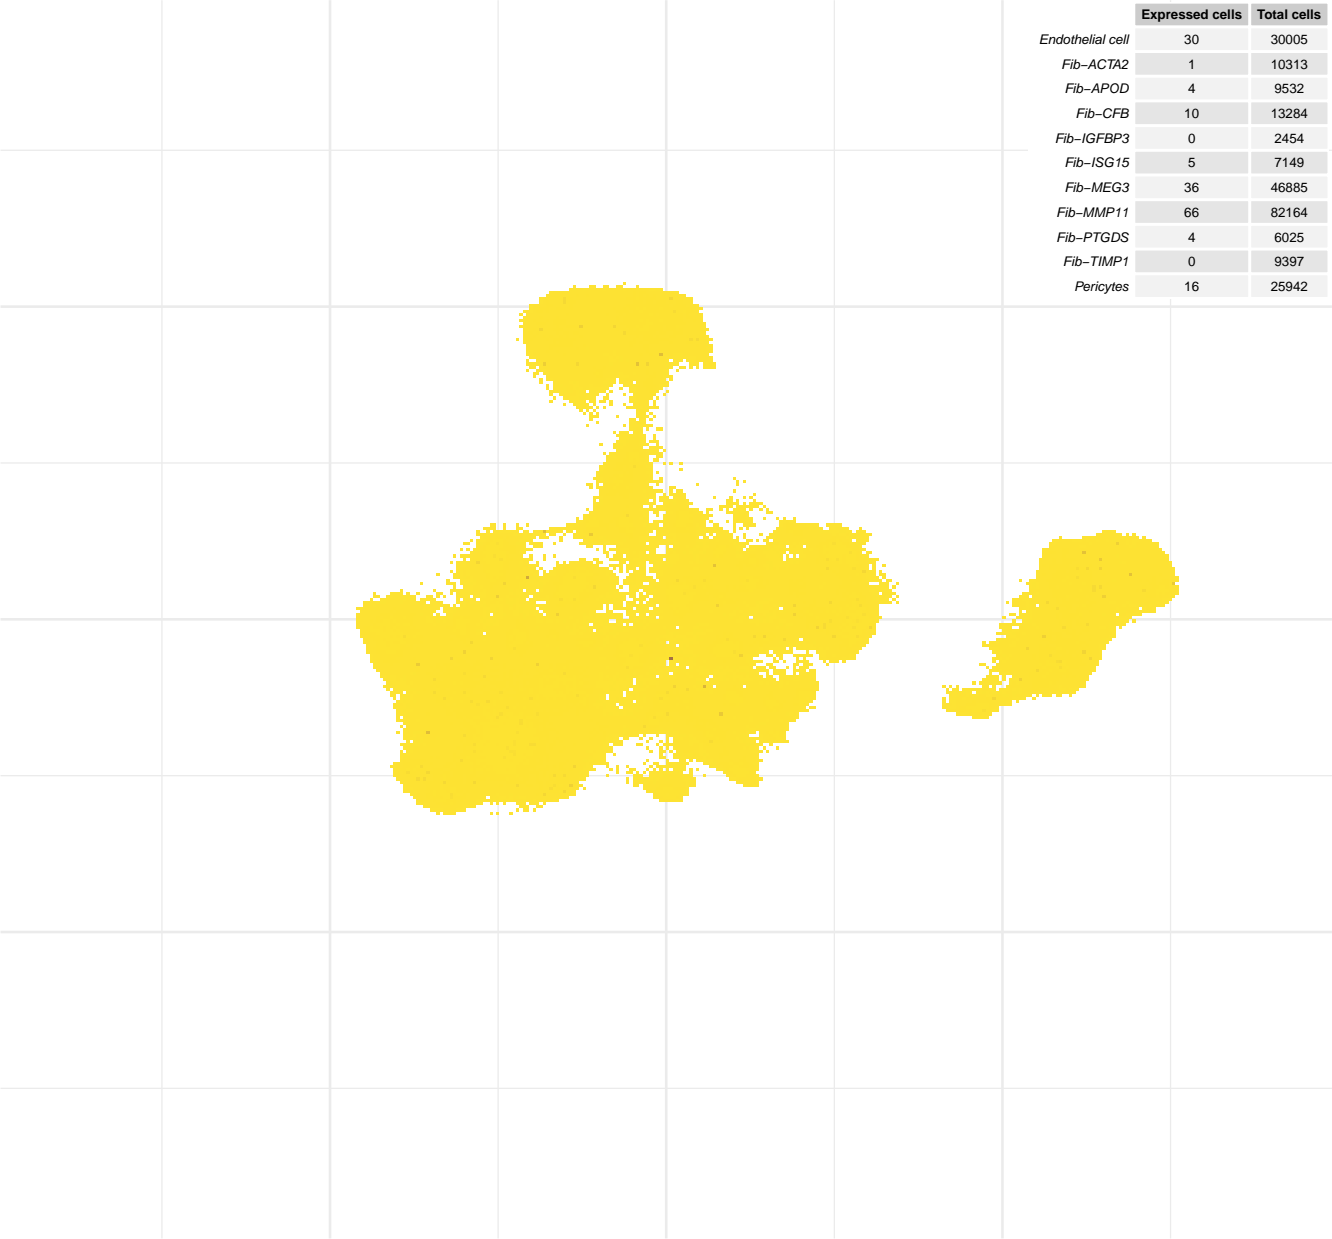 Expressed cells Total cells
Endothelial cell 30 30005
Fib−ACTA2 1 10313
Fib−APOD 4 9532
Fib−CFB 10 13284
Fib−IGFBP3 0 2454
Fib−ISG15 5 7149
Fib−MEG3 36 46885
Fib−MMP11 66 82164
Fib−PTGDS 4 6025
Fib−TIMP1 0 9397
Pericytes 16 25942